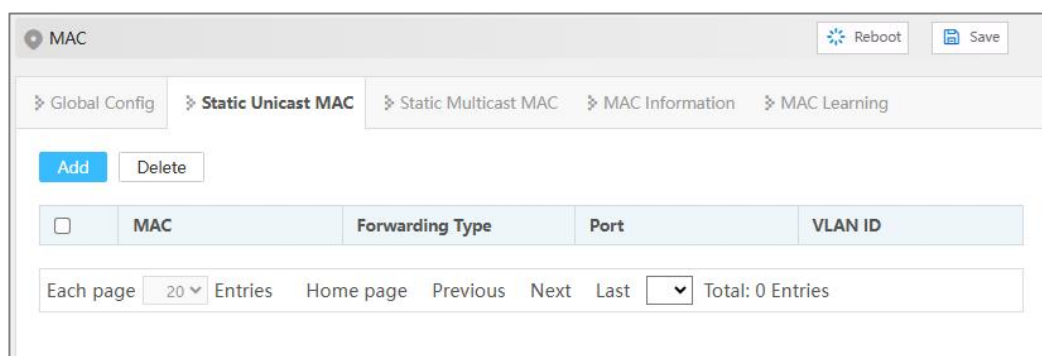 MAC Reboot Save
Global Config Static Unicast MAC Static Multicast MAC MAC Information MAC Learning
Add Delete
MAC Forwarding Type Port VLAN ID
Each page 20 Entries Home page Previous Next Last Total: 0 Entries